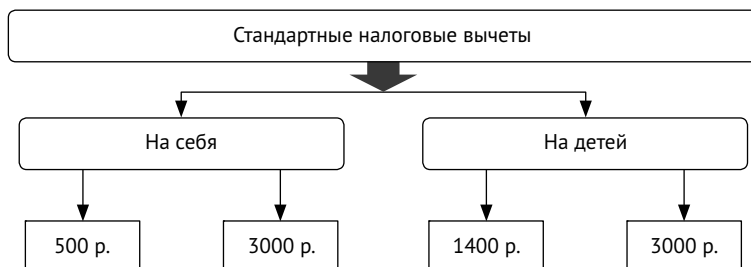 Стандартные налоговые вычеты
На себя
На детей
500 р.
3000 р.
1400 р.
3000 р.